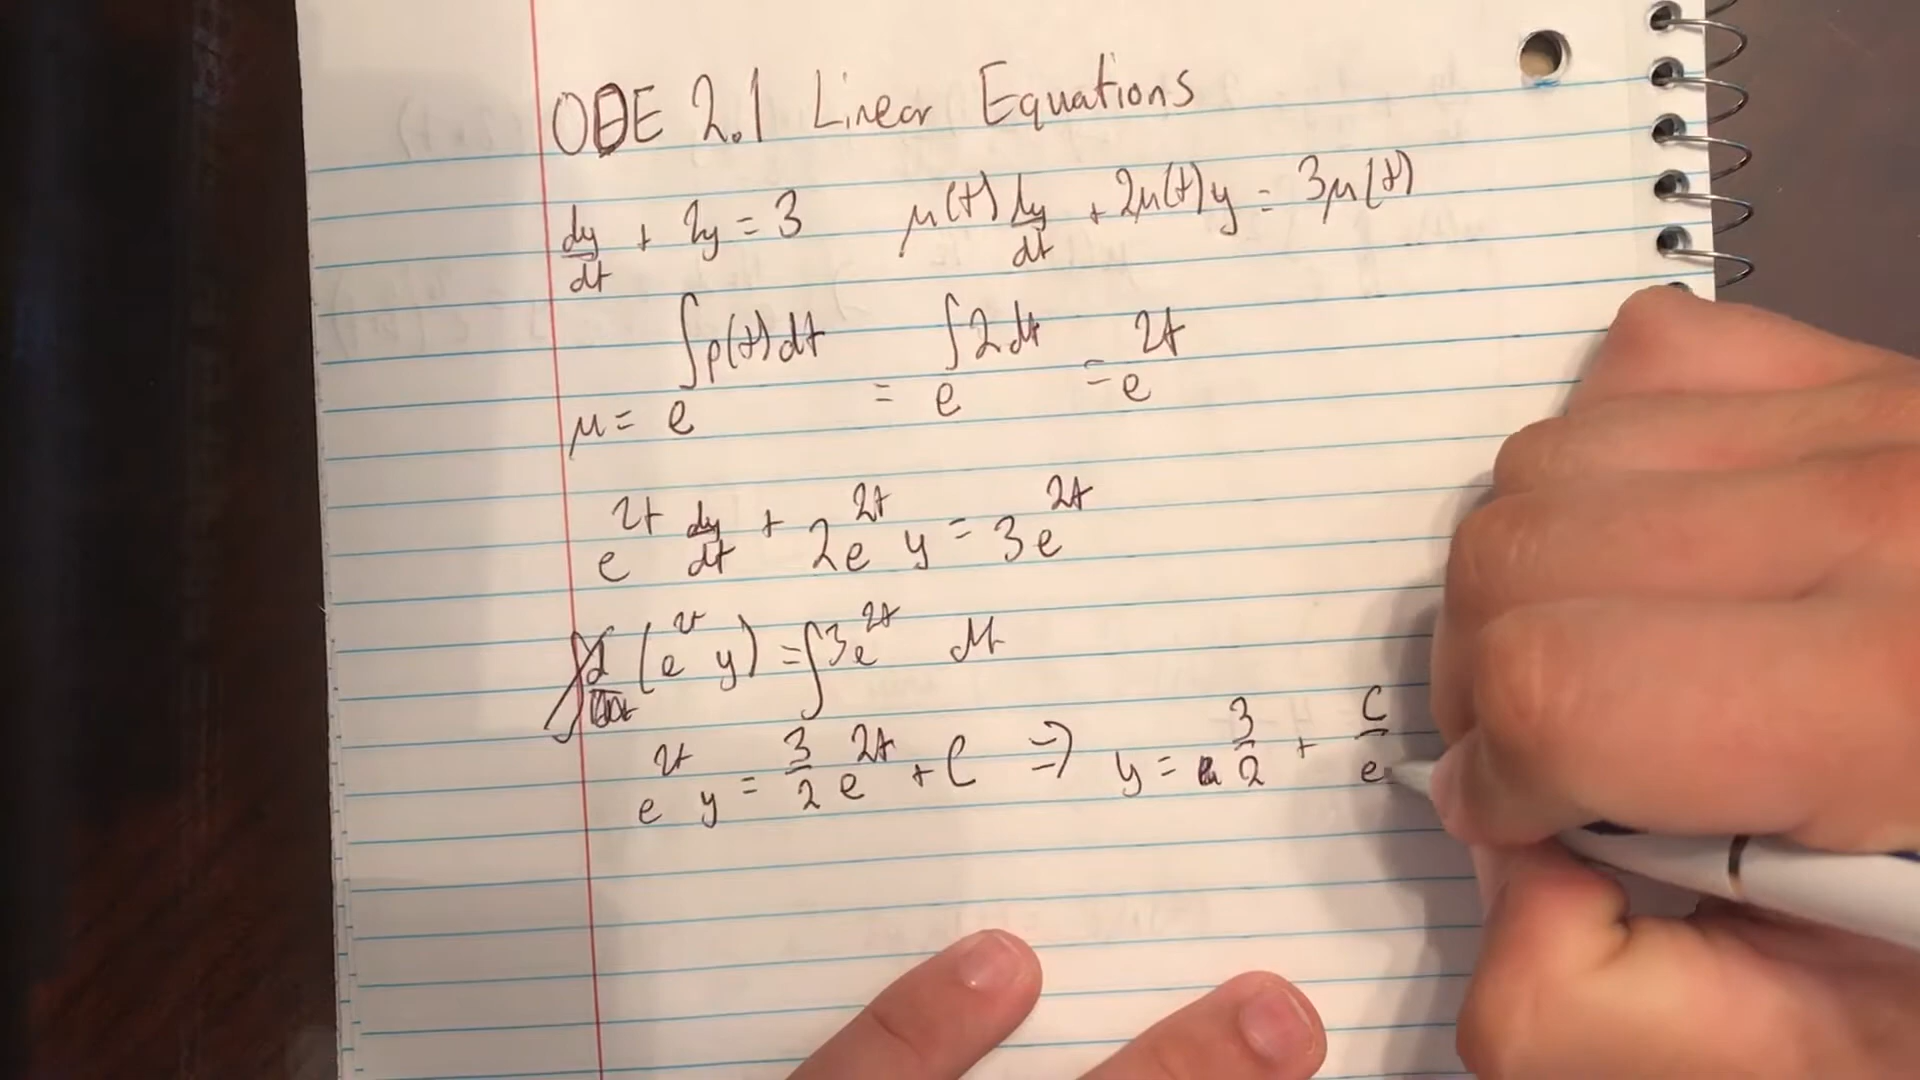 ODE 2.1 Linear Equations
dy/dt + 2y = 3    μ(t) dy/dt + 2μ(t)y = 3μ(t)
μ = e^∫p(t)dt = e^∫2dt = e^2t
e^2t dy/dt + 2e^2t y = 3e^2t
∫ d/dt (e^2t y) = ∫3e^2t dt
e^2t y = 3/2 e^2t + C ⇒ y = 3/2 + C/e